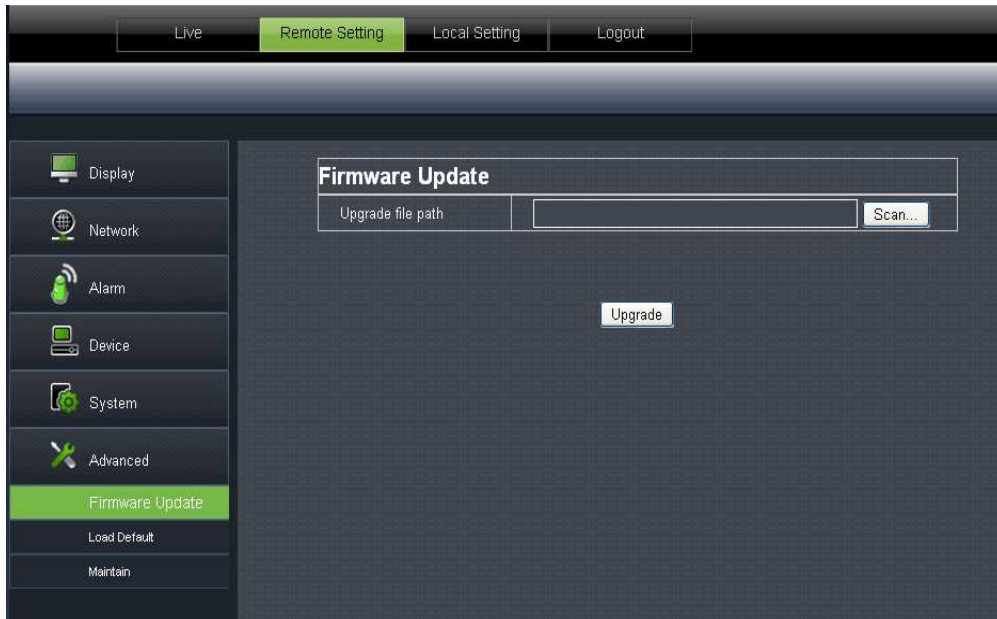 Live Remote Setting Local Setting Logout
Display
Network
Alarm
Device
System
Advanced
Firmware Update
Load Default
Maintain
Firmware Update
Upgrade file path Scan...
Upgrade